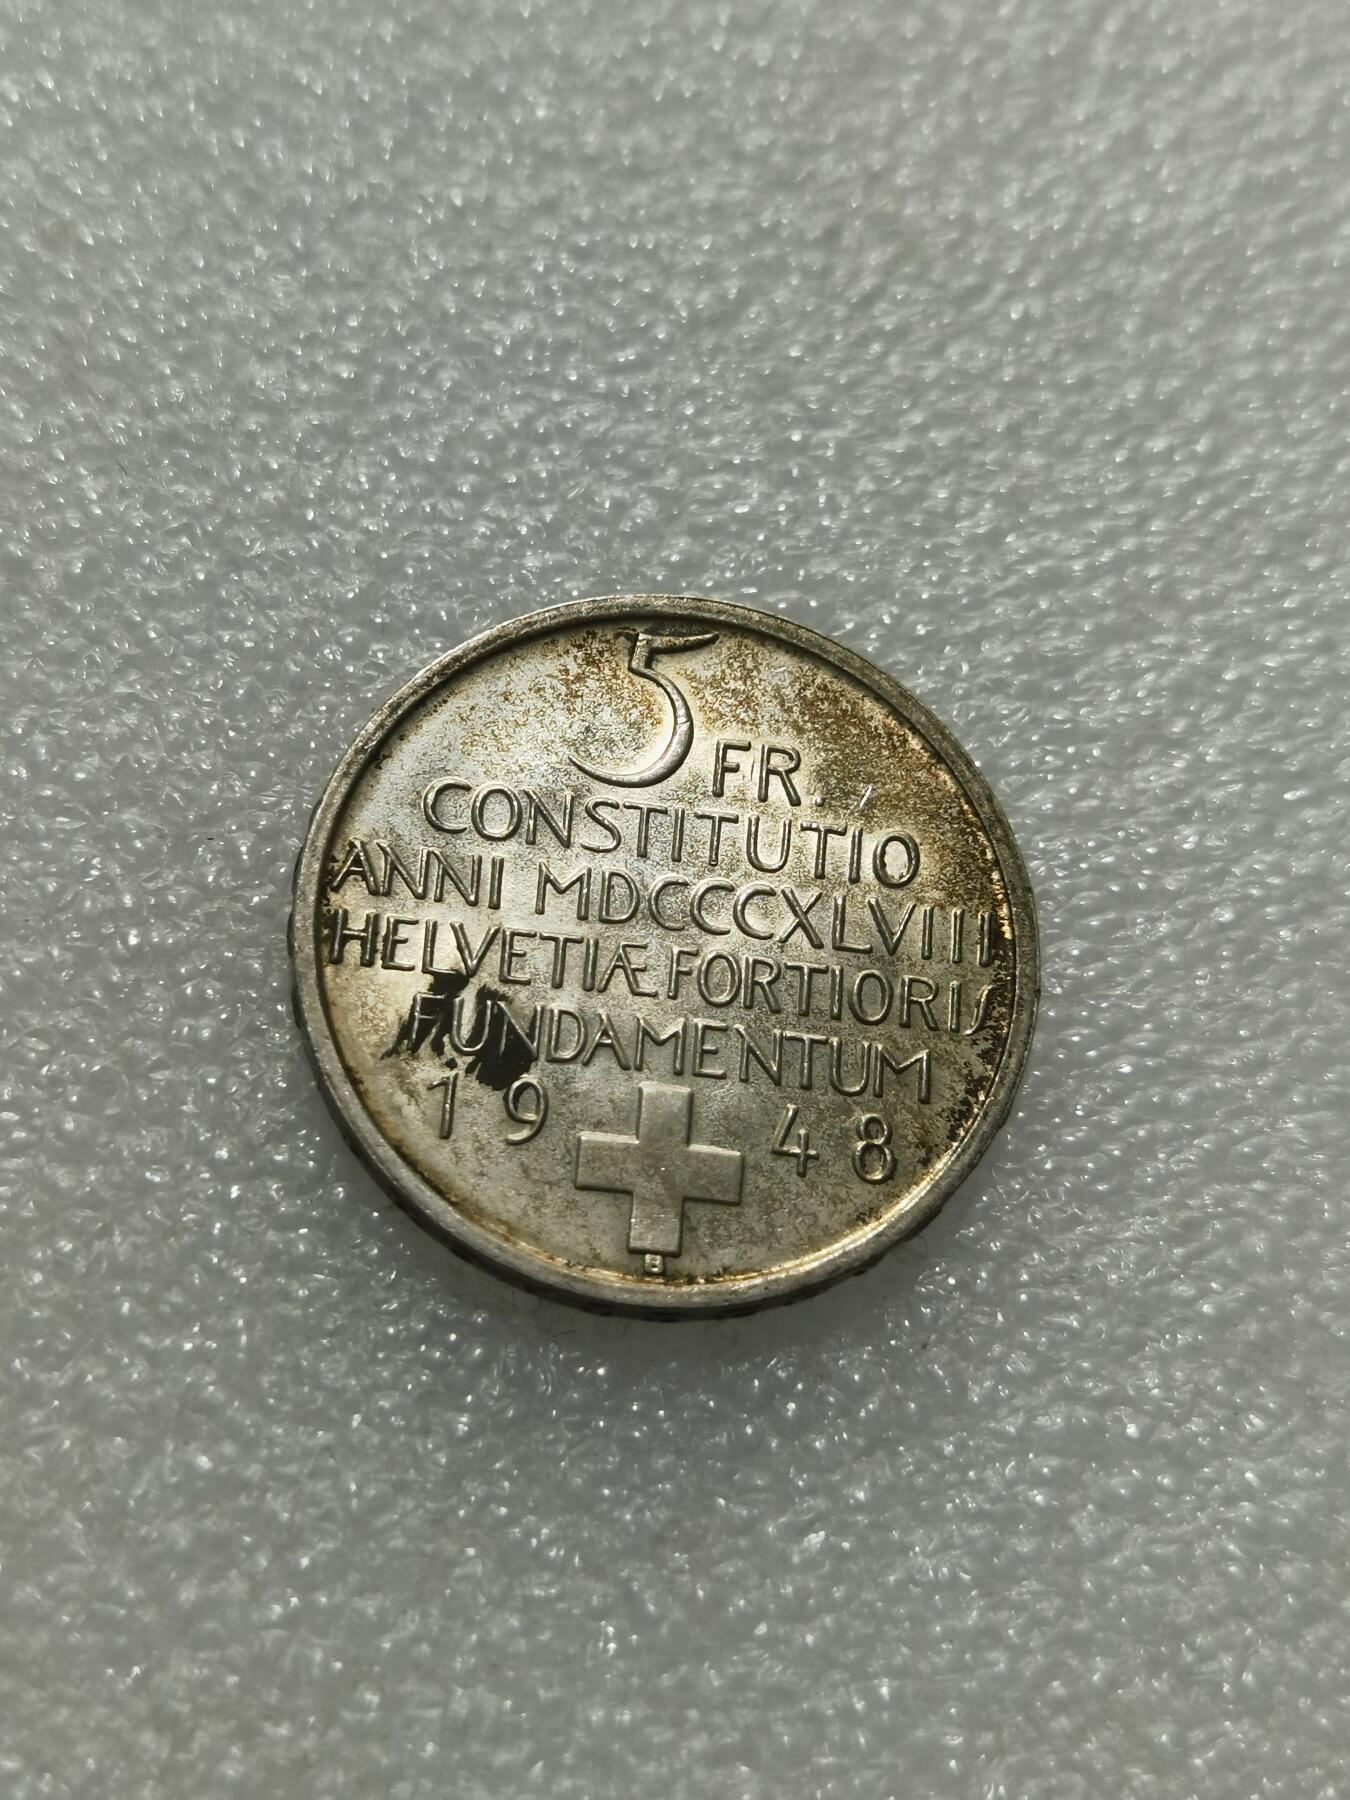 5 FR.
CONSTITUTIO
ANNI MDCCCXLVIII
HELVETIÆ FORTIORIS
FUNDAMENTUM
1948
B